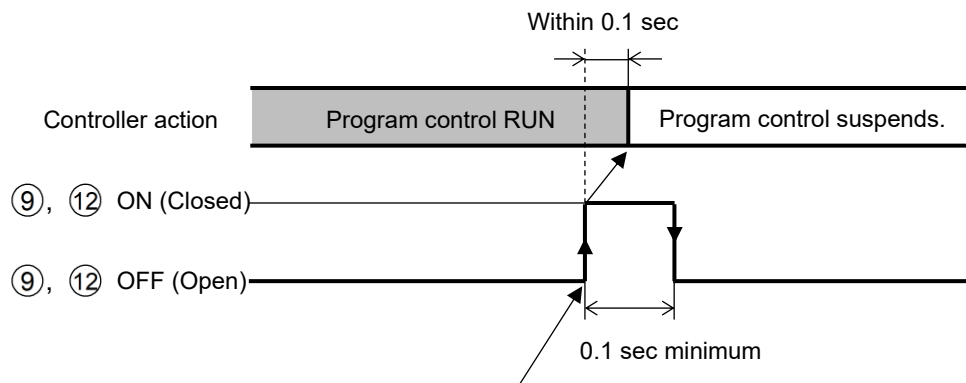 Within 0.1 sec
Controller action Program control RUN Program control suspends.
⑨, ⑫ ON (Closed)
⑨, ⑫ OFF (Open)
0.1 sec minimum